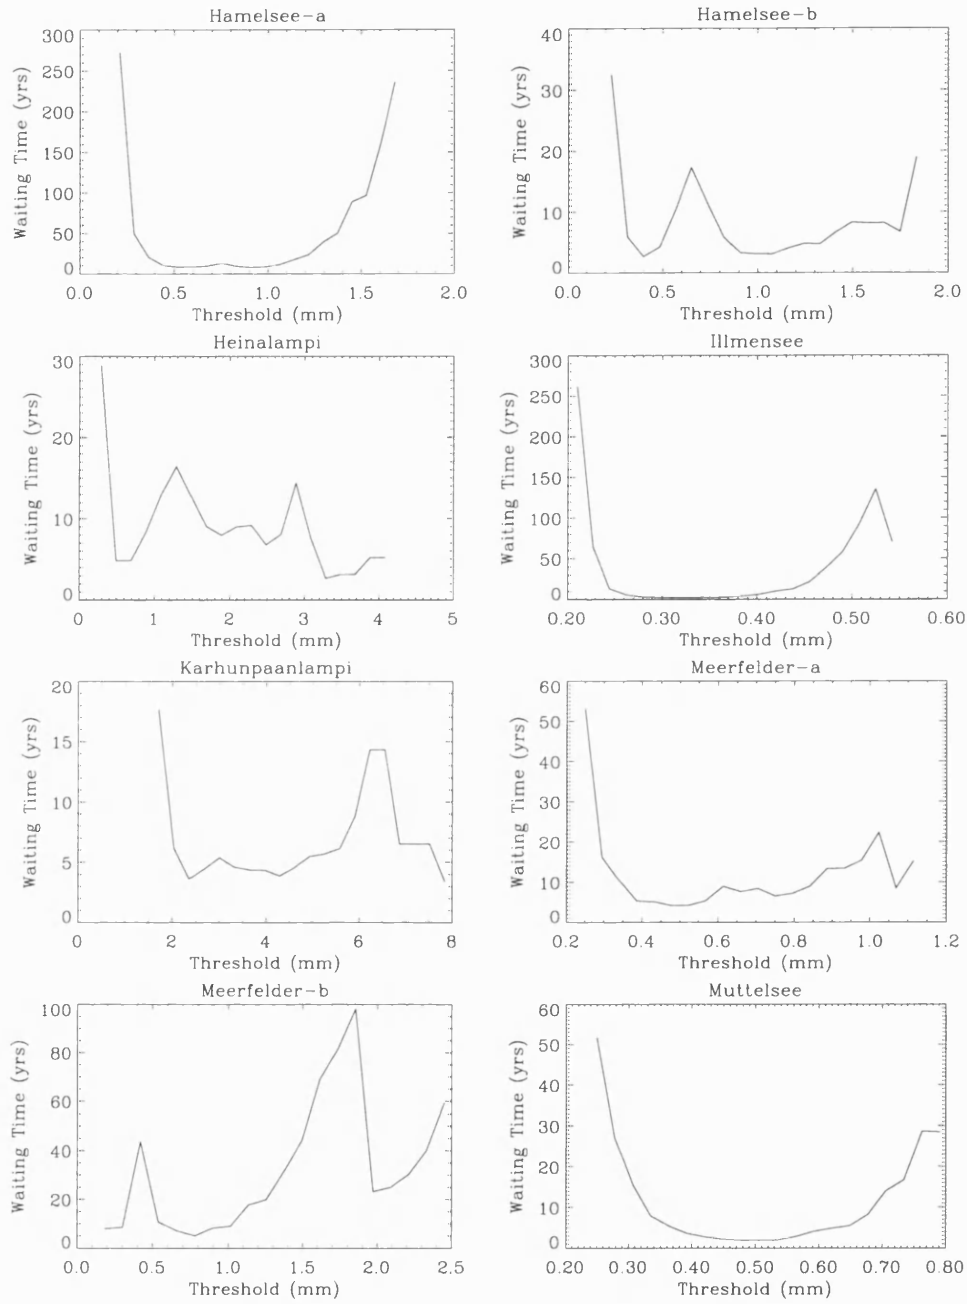 Hamelsee-a
Waiting Time (yrs)
300
250
200
150
100
50
0
0.0 0.5 1.0 1.5 2.0
Threshold (mm)
Hamelsee-b
Waiting Time (yrs)
40
30
20
10
0
0.0 0.5 1.0 1.5 2.0
Threshold (mm)
Heinalampi
Waiting Time (yrs)
30
20
10
0
0 1 2 3 4 5
Threshold (mm)
Illmensee
Waiting Time (yrs)
300
250
200
150
100
50
0
0.20 0.30 0.40 0.50 0.60
Threshold (mm)
Karhunpaanlampi
Waiting Time (yrs)
20
15
10
5
0
0 2 4 6 8
Threshold (mm)
Meerfelder-a
Waiting Time (yrs)
60
50
40
30
20
10
0
0.2 0.4 0.6 0.8 1.0 1.2
Threshold (mm)
Meerfelder-b
Waiting Time (yrs)
100
80
60
40
20
0
0.0 0.5 1.0 1.5 2.0 2.5
Threshold (mm)
Muttelsee
Waiting Time (yrs)
60
50
40
30
20
10
0
0.20 0.30 0.40 0.50 0.60 0.70 0.80
Threshold (mm)